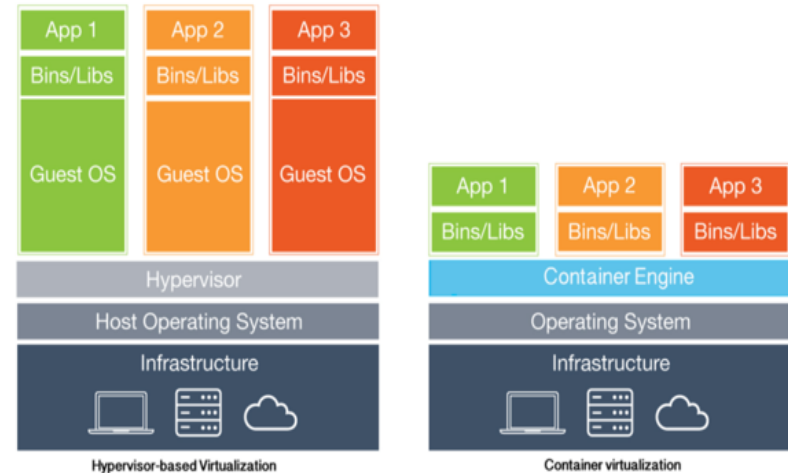 App 1 App 2 App 3
Bins/Libs Bins/Libs Bins/Libs
Guest OS Guest OS Guest OS
Hypervisor
Host Operating System
Infrastructure
Hypervisor-based Virtualization
App 1 App 2 App 3
Bins/Libs Bins/Libs Bins/Libs
Container Engine
Operating System
Infrastructure
Container virtualization